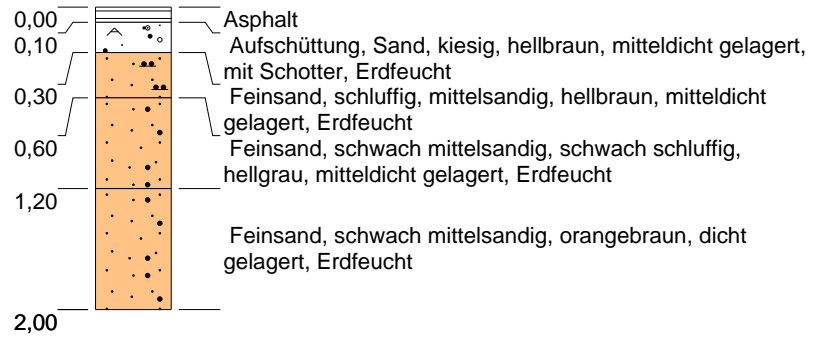 0,00
Asphalt
0,10
Aufschüttung, Sand, kiesig, hellbraun, mitteldicht gelagert,
mit Schotter, Erdfeucht
0,30
Feinsand, schluffig, mittelsandig, hellbraun, mitteldicht
gelagert, Erdfeucht
0,60
Feinsand, schwach mittelsandig, schwach schluffig,
hellgrau, mitteldicht gelagert, Erdfeucht
1,20
Feinsand, schwach mittelsandig, orangebraun, dicht
gelagert, Erdfeucht
2,00